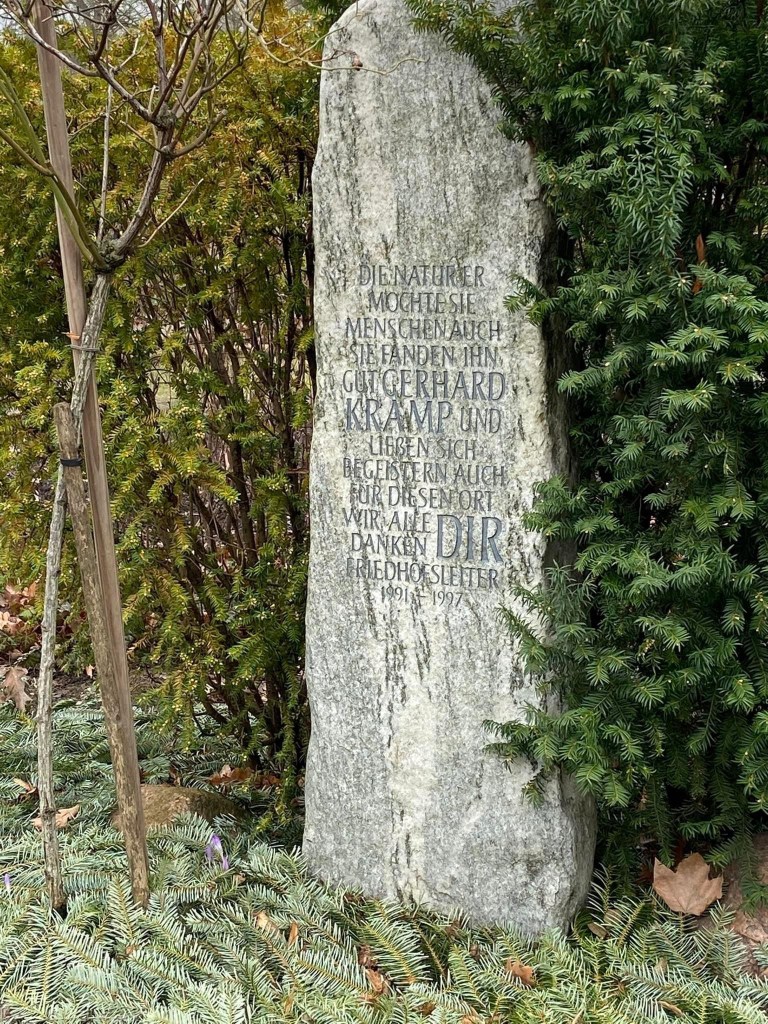 DIE NATUR ER
MOCHTE SIE
MENSCHEN AUCH
SIE FANDEN IHN
GUT GERHARD
KRAMP UND
LIEßEN SICH
BEGEISTERN AUCH
FÜR DIESEN ORT
WIR ALLE DIR
DANKEN
FRIEDHOFSLEITER
1991 - 1997